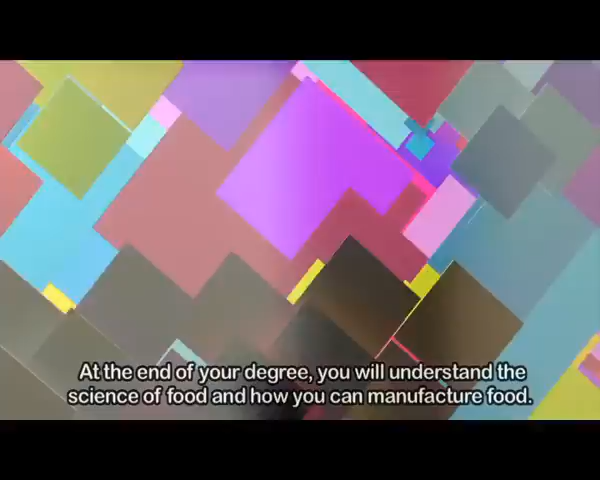 At the end of your degree, you will understand the
science of food and how you can manufacture food.